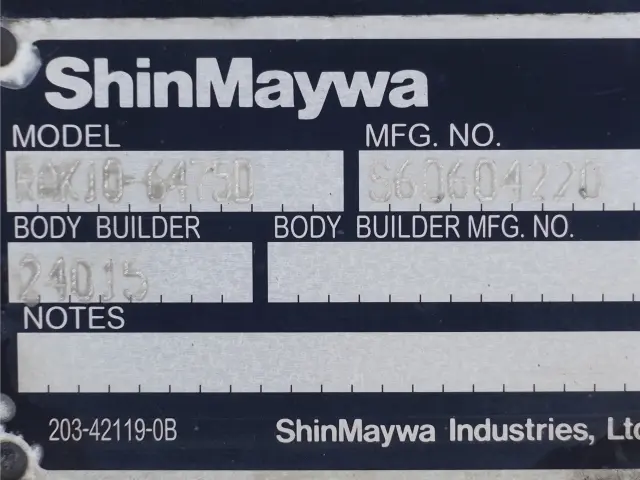 ShinMaywa
MODEL MFG. NO.
S60604220
BODY BUILDER BODY BUILDER MFG. NO.
24015
NOTES
203-42119-0B ShinMaywa Industries, Ltd